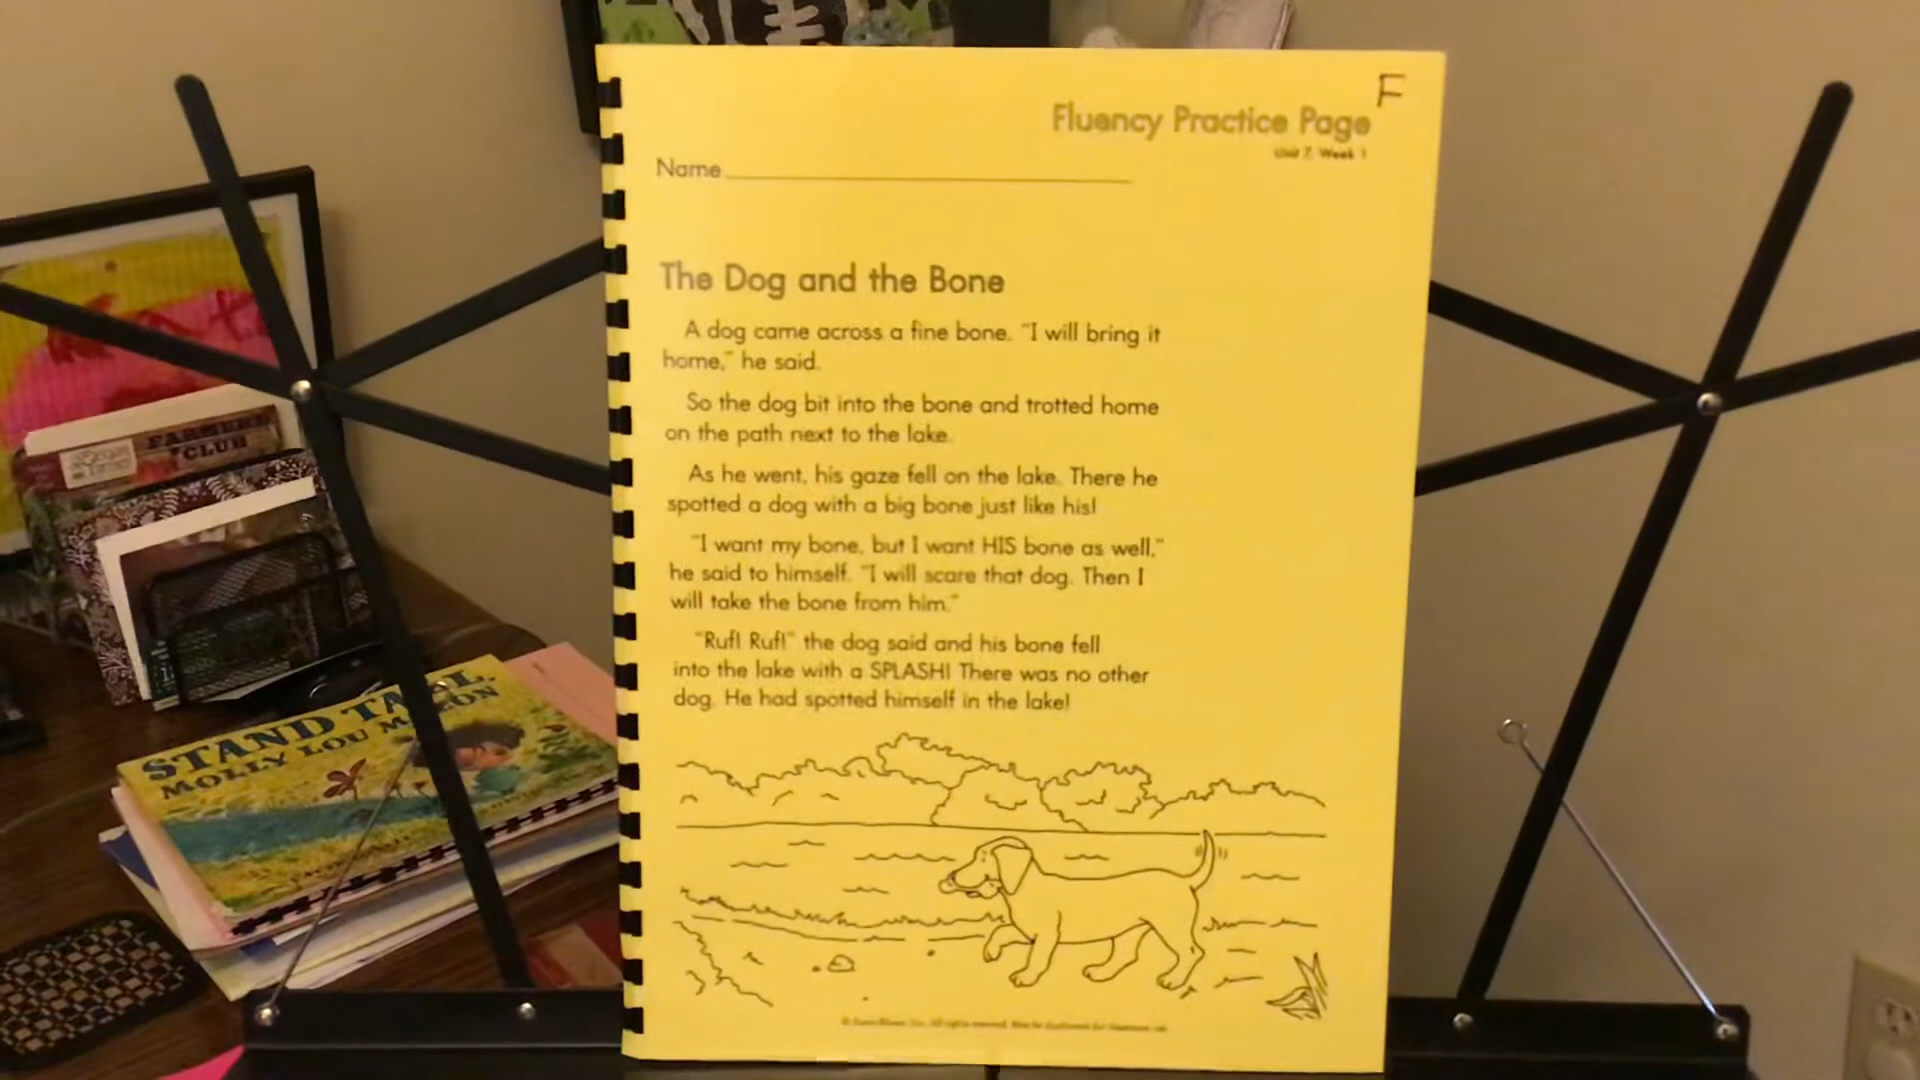 F
Fluency Practice Page
Unit 7, Week 1
Name
The Dog and the Bone
A dog came across a fine bone. "I will bring it
home," he said.
So the dog bit into the bone and trotted home
on the path next to the lake.
As he went, his gaze fell on the lake. There he
spotted a dog with a big bone just like his!
"I want my bone, but I want HIS bone as well,"
he said to himself. "I will scare that dog. Then I
will take the bone from him."
"Ruf! Ruf!" the dog said and his bone fell
into the lake with a SPLASH! There was no other
dog. He had spotted himself in the lake!
FARMERS
CLUB
STAND TALL,
MOLLY LOU MELON